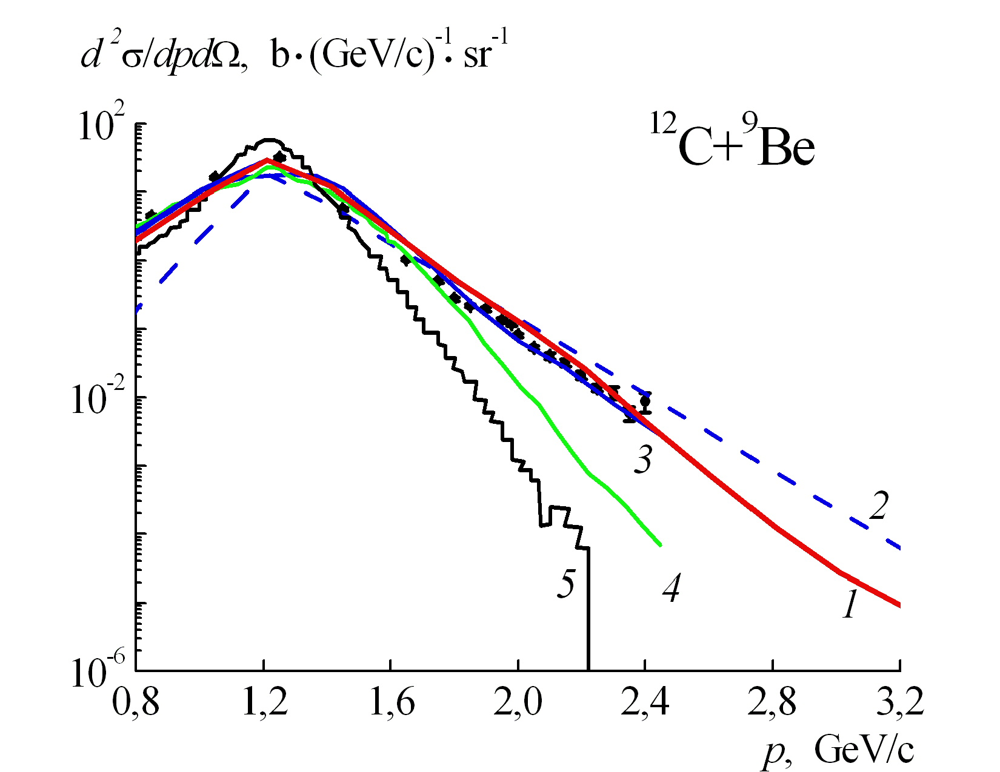 d²σ/dpdΩ, b·(GeV/c)⁻¹·sr⁻¹
10²
¹²C+⁹Be
10⁻²
3
2
5
4
1
10⁻⁶
0,8 1,2 1,6 2,0 2,4 2,8 3,2
p, GeV/c